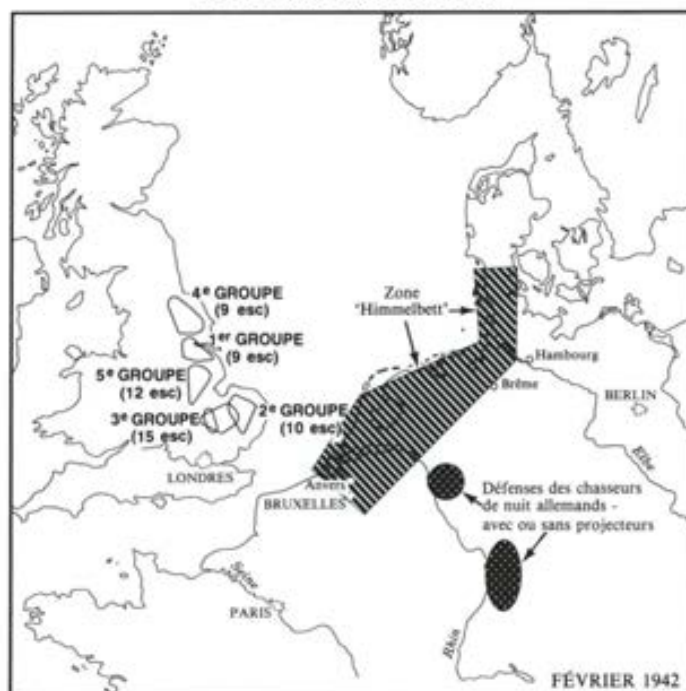 4e GROUPE
(9 esc)
1er GROUPE
(9 esc)
5e GROUPE
(12 esc)
3e GROUPE
(15 esc)
2e GROUPE
(10 esc)
LONDRES
Zone
"Himmelbett"
Hambourg
Brême
BERLIN
Elbe
Anvers
BRUXELLES
Défenses des chasseurs
de nuit allemands -
avec ou sans projecteurs
Seine
PARIS
Rhin
FÉVRIER 1942